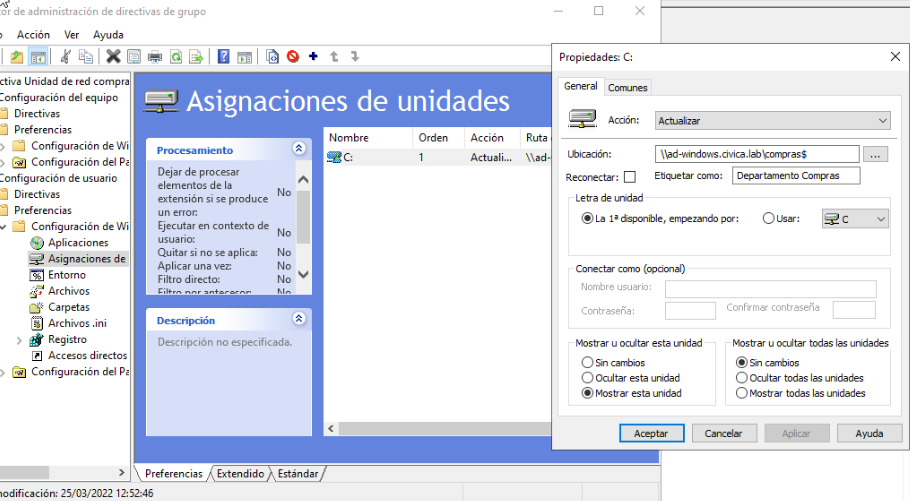 tor de administración de directivas de grupo
Acción Ver Ayuda
ctiva Unidad de red compra
Configuración del equipo
Directivas
Preferencias
Configuración de Wi
Configuración del Pa
Configuración de usuario
Directivas
Preferencias
Configuración de Wi
Aplicaciones
Asignaciones de
Entorno
Archivos
Carpetas
Archivos .ini
Registro
Accesos directos
Configuración del Pa
Asignaciones de unidades
Procesamiento
Dejar de procesar
elementos de la
extensión si se produce
un error: No
Ejecutar en contexto de
usuario: No
Quitar si no se aplica: No
Aplicar una vez: No
Filtro directo: No
Filtro por antecesor: No
Descripción
Descripción no especificada.
Nombre Orden Acción Ruta
C: 1 Actuali... \\ad-
Preferencias Extendido Estándar
modificación: 25/03/2022 12:52:46
Propiedades: C:
General Comunes
Acción: Actualizar
Ubicación: \\ad-windows.civica.lab\compras$ ...
Reconectar: Etiquetar como: Departamento Compras
Letra de unidad
La 1ª disponible, empezando por: Usar: C
Conectar como (opcional)
Nombre usuario:
Contraseña: Confirmar contraseña
Mostrar u ocultar esta unidad
Sin cambios
Ocultar esta unidad
Mostrar esta unidad
Mostrar u ocultar todas las unidades
Sin cambios
Ocultar todas las unidades
Mostrar todas las unidades
Aceptar Cancelar Aplicar Ayuda